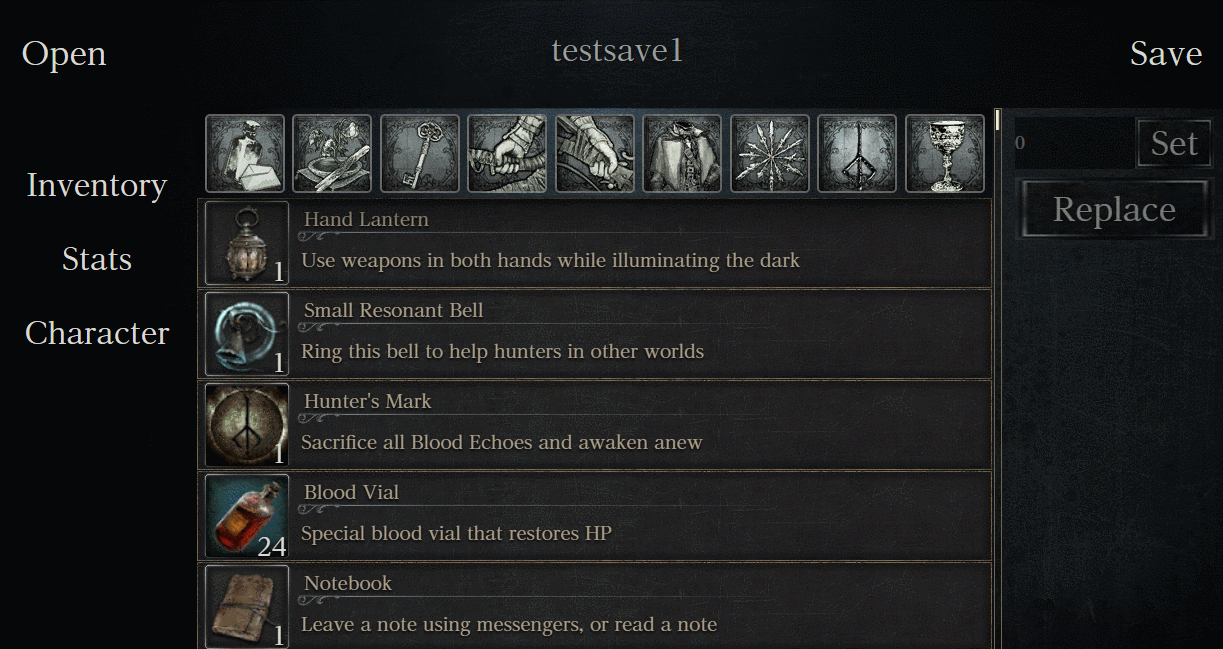 Open
testsave1
Save
Inventory
Stats
Character
0
Set
Replace
Hand Lantern
Use weapons in both hands while illuminating the dark
1
Small Resonant Bell
Ring this bell to help hunters in other worlds
1
Hunter's Mark
Sacrifice all Blood Echoes and awaken anew
1
Blood Vial
Special blood vial that restores HP
24
Notebook
Leave a note using messengers, or read a note
1